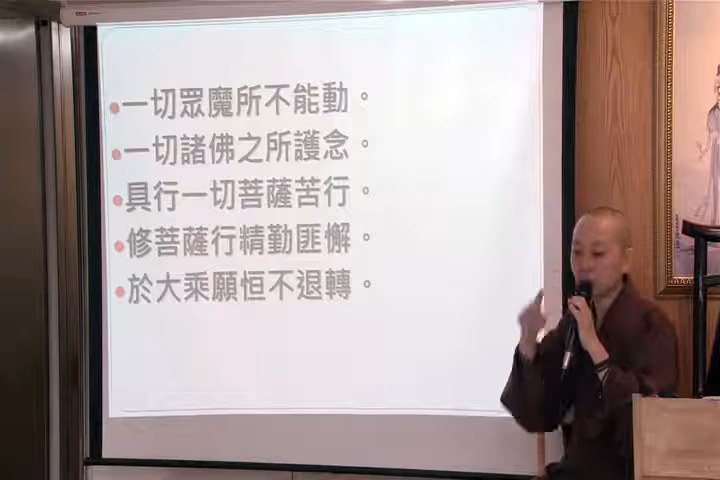 一切眾魔所不能動。
一切諸佛之所護念。
具行一切菩薩苦行。
修菩薩行精勤匪懈。
於大乘願恒不退轉。